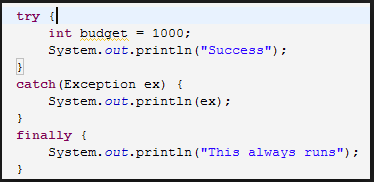 try {
    int budget = 1000;
    System.out.println("Success");
}
catch(Exception ex) {
    System.out.println(ex);
}
finally {
    System.out.println("This always runs");
}